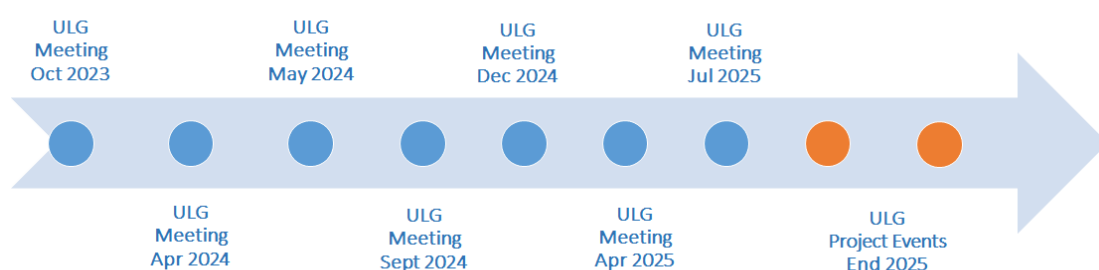 ULG
Meeting
Oct 2023
ULG
Meeting
May 2024
ULG
Meeting
Dec 2024
ULG
Meeting
Jul 2025
ULG
Meeting
Apr 2024
ULG
Meeting
Sept 2024
ULG
Meeting
Apr 2025
ULG
Project Events
End 2025